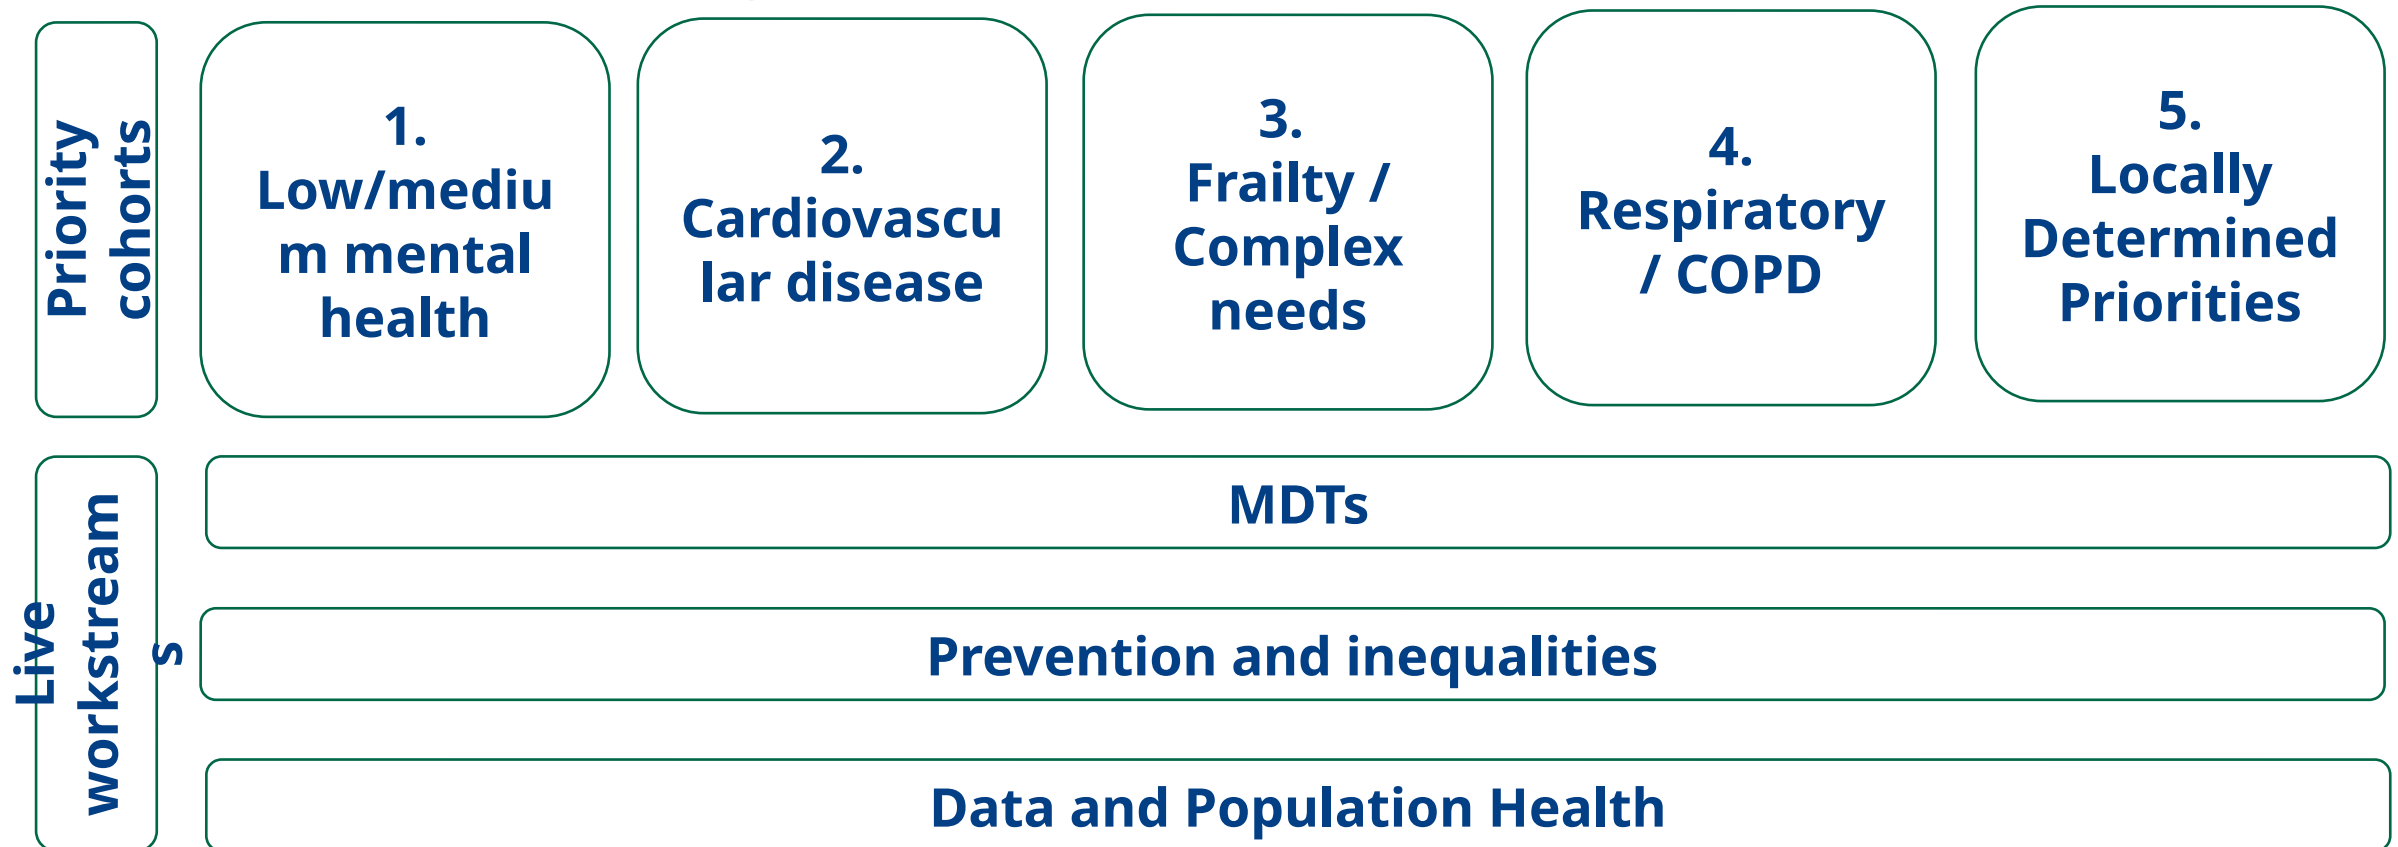 Priority
cohorts
1.
Low/mediu
m mental
health
2.
Cardiovascu
lar disease
3.
Frailty /
Complex
needs
4.
Respiratory
/ COPD
5.
Locally
Determined
Priorities
Live
workstream
s
MDTs
Prevention and inequalities
Data and Population Health